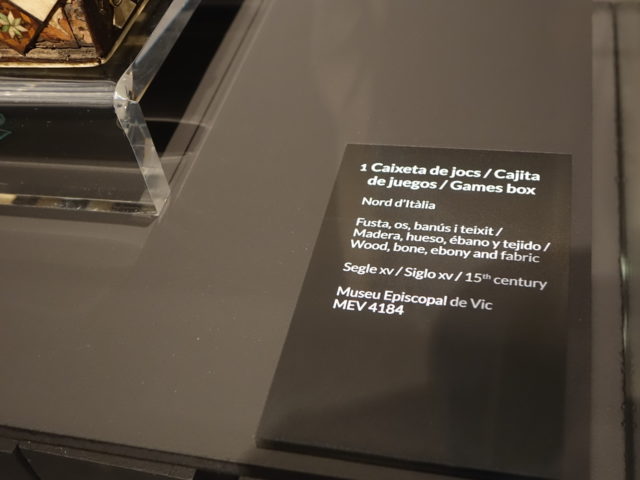 1 Caixeta de jocs / Cajita
de juegos / Games box
Nord d'Itàlia
Fusta, os, banús i teixit /
Madera, hueso, ébano y tejido /
Wood, bone, ebony and fabric
Segle xv / Siglo xv / 15th century
Museu Episcopal de Vic
MEV 4184